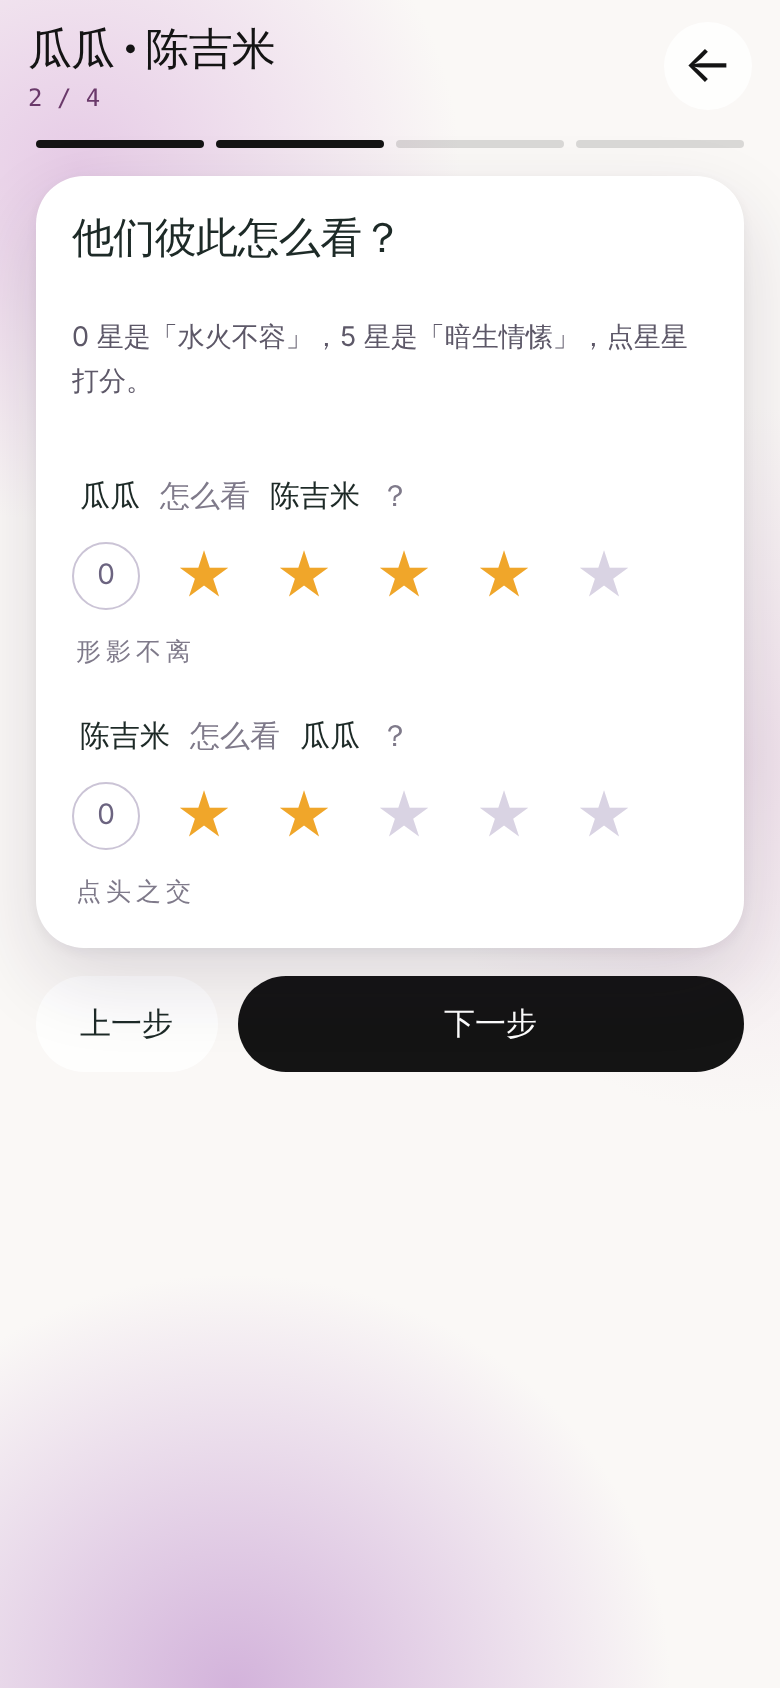 瓜瓜·陈吉米
2 / 4
他们彼此怎么看？
0 星是「水火不容」，5 星是「暗生情愫」，点星星
打分。
瓜瓜 怎么看 陈吉米 ？
0
形影不离
陈吉米 怎么看 瓜瓜 ？
0
点头之交
上一步 下一步